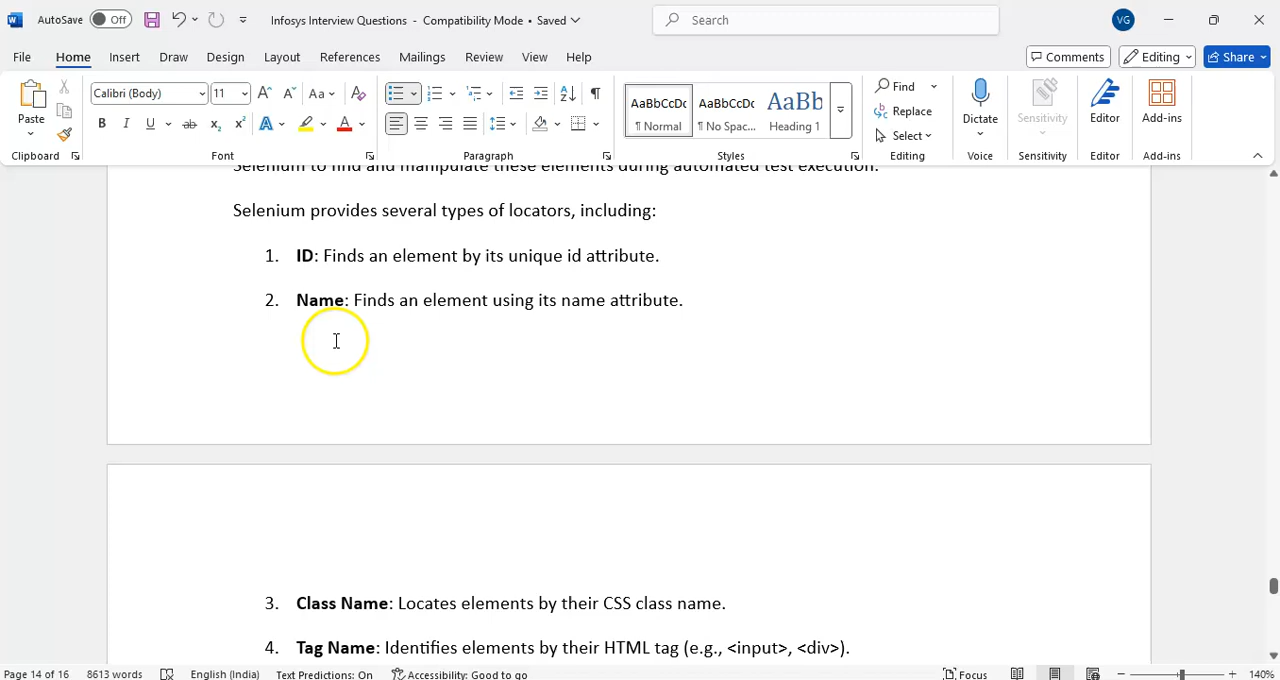 AutoSave Off Infosys Interview Questions - Compatibility Mode • Saved Search VG
File Home Insert Draw Design Layout References Mailings Review View Help Comments Editing Share
Paste Calibri (Body) 11 A A Aa A AaBbCcDc AaBbCcDc AaBb Find Replace Select Dictate Sensitivity Editor Add-ins
B I U ab x₂ x² A A ¶ Normal ¶ No Spac... Heading 1
Clipboard Font Paragraph Styles Editing Voice Sensitivity Editor Add-ins
Selenium to find and manipulate these elements during automated test execution.
Selenium provides several types of locators, including:
1. ID: Finds an element by its unique id attribute.
2. Name: Finds an element using its name attribute.
3. Class Name: Locates elements by their CSS class name.
4. Tag Name: Identifies elements by their HTML tag (e.g., <input>, <div>).
Page 14 of 16 8613 words English (India) Text Predictions: On Accessibility: Good to go Focus 140%